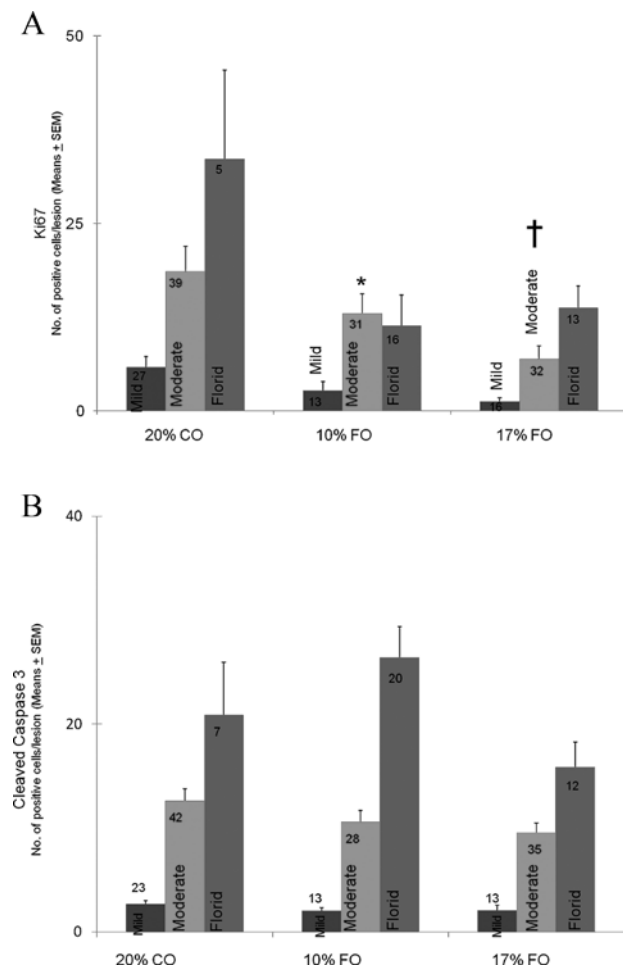 A
50
25
0
Ki67
No. of positive cells/lesion (Means ± SEM)
27
Mild
39
Moderate
5
Florid
Mild
13
*
31
Moderate
16
Florid
Mild
16
†
Moderate
32
13
Florid
20% CO 10% FO 17% FO
B
40
20
0
Cleaved Caspase 3
No. of positive cells/lesion (Means ± SEM)
23
Mild
42
Moderate
7
Florid
13
Mild
28
Moderate
20
Florid
13
Mild
35
Moderate
12
Florid
20% CO 10% FO 17% FO